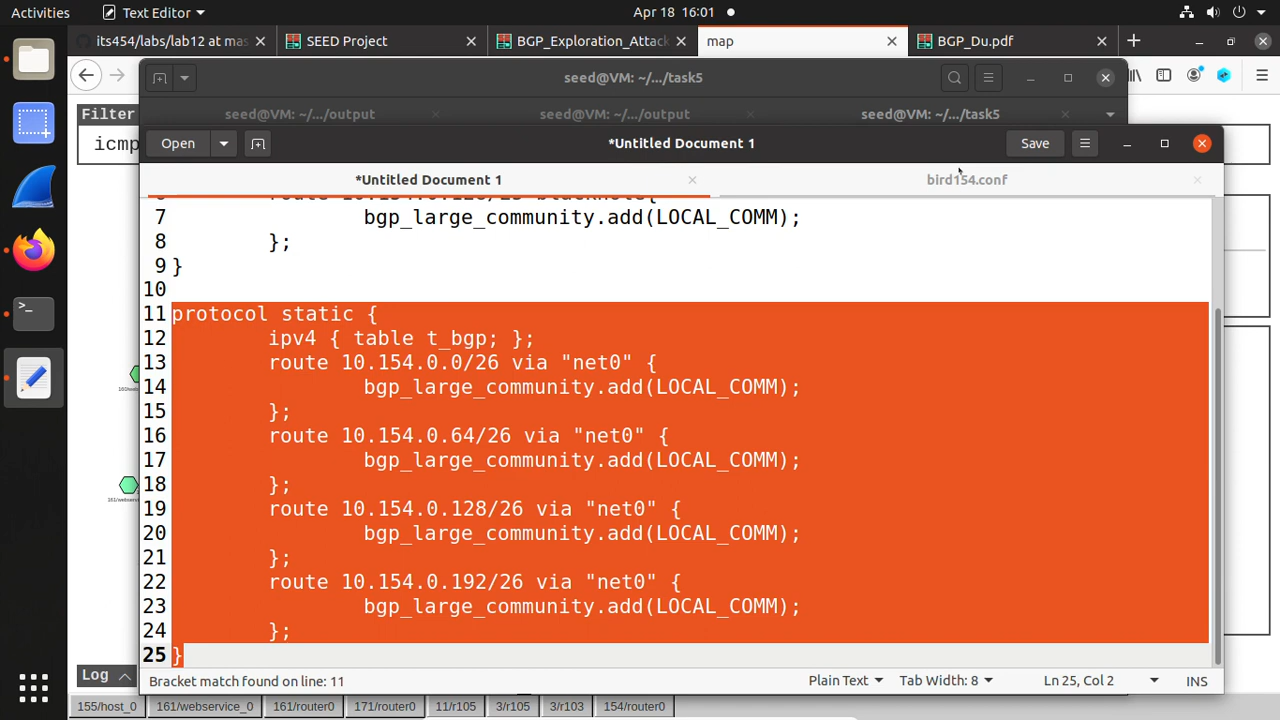 Activities
Text Editor
Apr 18 16:01
its454/labs/lab12 at mas
SEED Project
BGP_Exploration_Attack
map
BGP_Du.pdf
seed@VM: ~/.../task5
Filter
seed@VM: ~/.../output
seed@VM: ~/.../output
seed@VM: ~/.../task5
icmp
Open
*Untitled Document 1
Save
*Untitled Document 1
bird154.conf
7 bgp_large_community.add(LOCAL_COMM);
8 };
9 }
10
11 protocol static {
12 ipv4 { table t_bgp; };
13 route 10.154.0.0/26 via "net0" {
14 bgp_large_community.add(LOCAL_COMM);
15 };
16 route 10.154.0.64/26 via "net0" {
17 bgp_large_community.add(LOCAL_COMM);
18 };
19 route 10.154.0.128/26 via "net0" {
20 bgp_large_community.add(LOCAL_COMM);
21 };
22 route 10.154.0.192/26 via "net0" {
23 bgp_large_community.add(LOCAL_COMM);
24 };
25 }
Log
Bracket match found on line: 11
Plain Text
Tab Width: 8
Ln 25, Col 2
INS
155/host_0
161/webservice_0
161/router0
171/router0
11/r105
3/r105
3/r103
154/router0